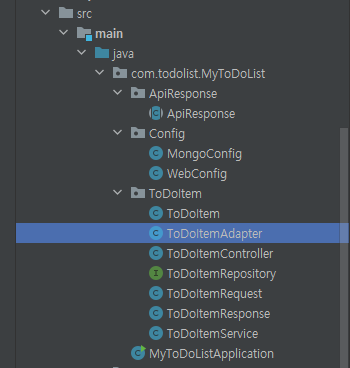 src
main
java
com.todolist.MyToDoList
ApiResponse
ApiResponse
Config
MongoConfig
WebConfig
ToDoItem
ToDoItem
ToDoItemAdapter
ToDoItemController
ToDoItemRepository
ToDoItemRequest
ToDoItemResponse
ToDoItemService
MyToDoListApplication